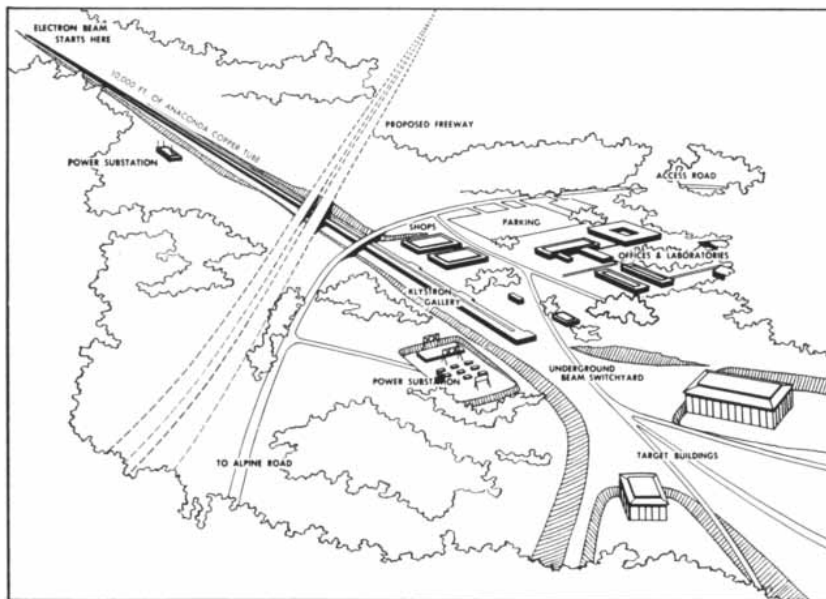 ELECTRON BEAM
STARTS HERE
10,000 FT. OF ANACONDA COPPER TUBE
PROPOSED FREEWAY
POWER SUBSTATION
ACCESS ROAD
PARKING
SHOPS
OFFICES & LABORATORIES
KLYSTRON
GALLERY
UNDERGROUND
BEAM SWITCHYARD
POWER SUBSTATION
TARGET BUILDINGS
TO ALPINE ROAD